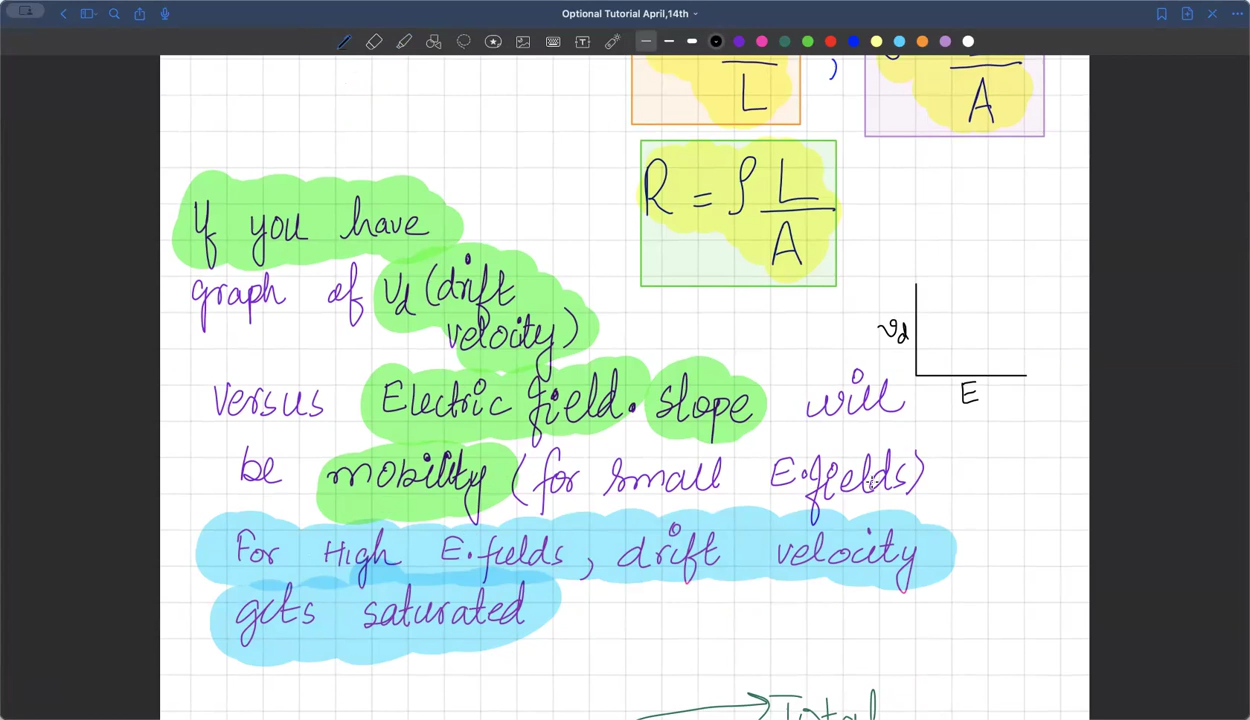 Optional Tutorial April,14th
L
A
R = ρ L
A
If you have
graph of Vd (drift
velocity)
versus Electric field. slope will
be mobility (for small E.fields)
For High E.fields, drift velocity
gets saturated
vd
E
Total